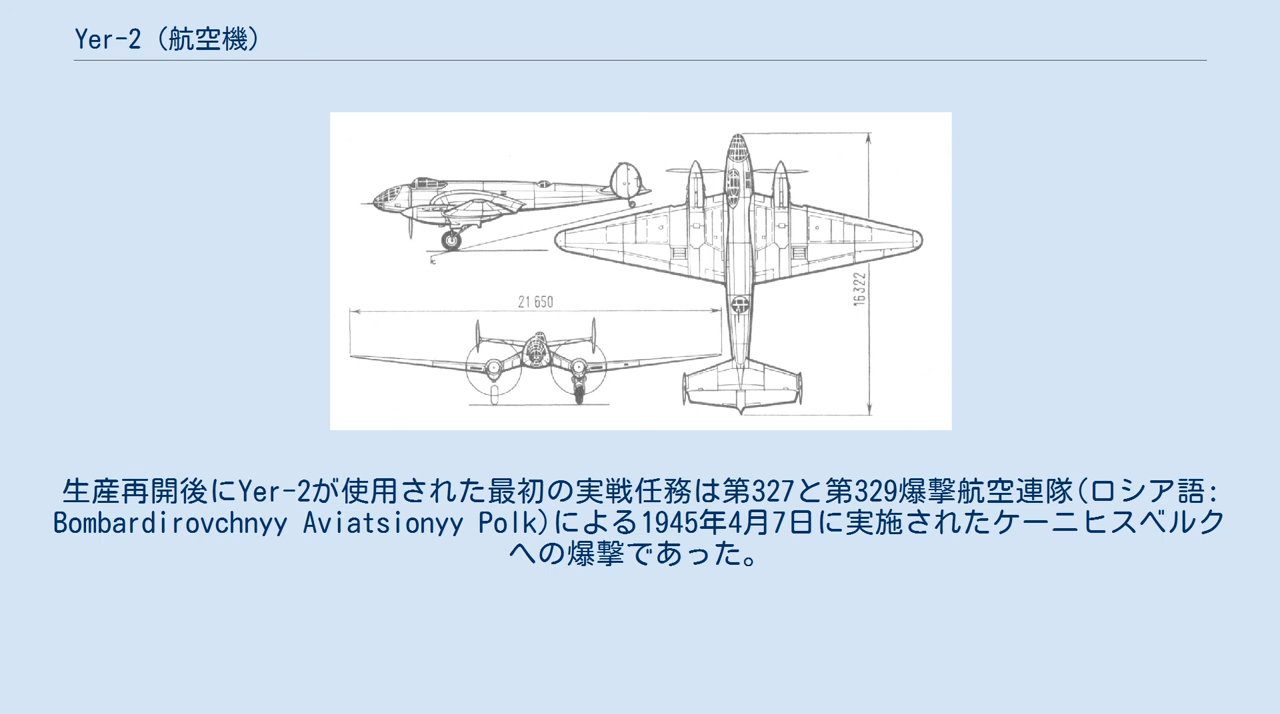 Yer-2（航空機）
21 650
16322
生産再開後にYer-2が使用された最初の実戦任務は第327と第329爆撃航空連隊(ロシア語:
Bombardirovchnyy Aviatsionyy Polk)による1945年4月7日に実施されたケーニヒスベルク
への爆撃であった。